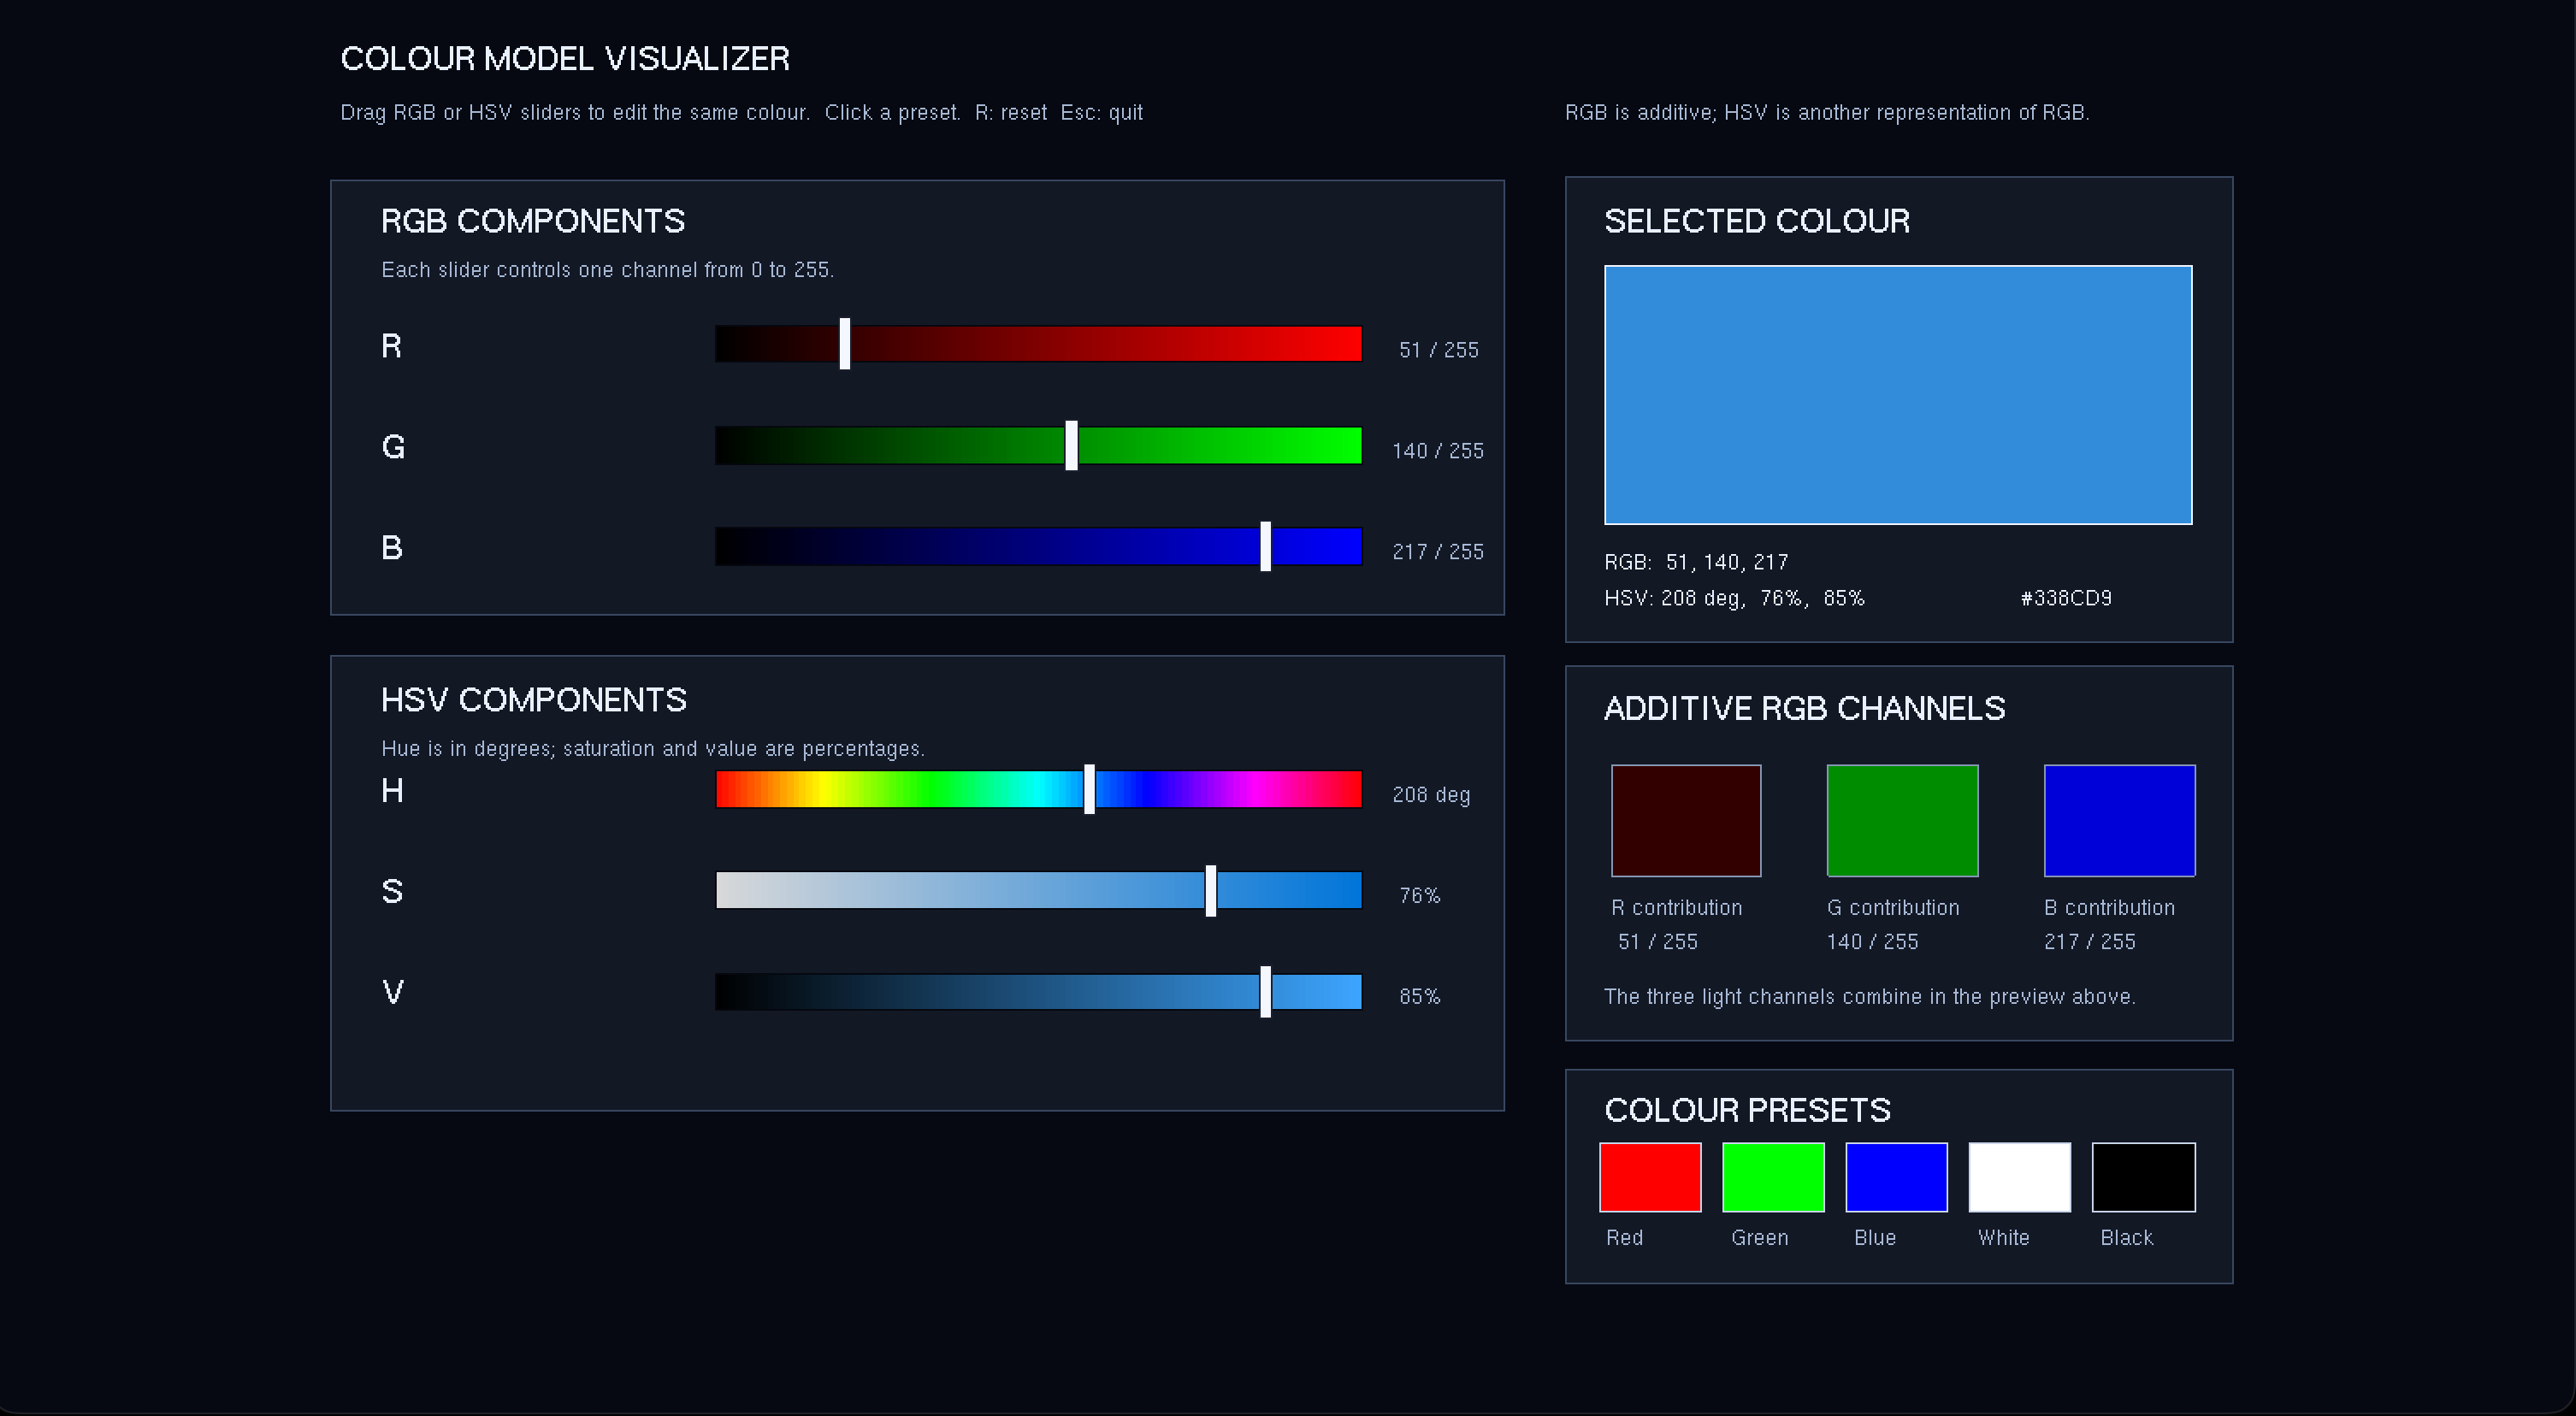 COLOUR MODEL VISUALIZER
Drag RGB or HSV sliders to edit the same colour.  Click a preset.  R: reset  Esc: quit
RGB is additive; HSV is another representation of RGB.
RGB COMPONENTS
Each slider controls one channel from 0 to 255.
R
51 / 255
G
140 / 255
B
217 / 255
HSV COMPONENTS
Hue is in degrees; saturation and value are percentages.
H
208 deg
S
76%
V
85%
SELECTED COLOUR
RGB:  51, 140, 217
HSV: 208 deg,  76%,  85%
#338CD9
ADDITIVE RGB CHANNELS
R contribution
51 / 255
G contribution
140 / 255
B contribution
217 / 255
The three light channels combine in the preview above.
COLOUR PRESETS
Red
Green
Blue
White
Black